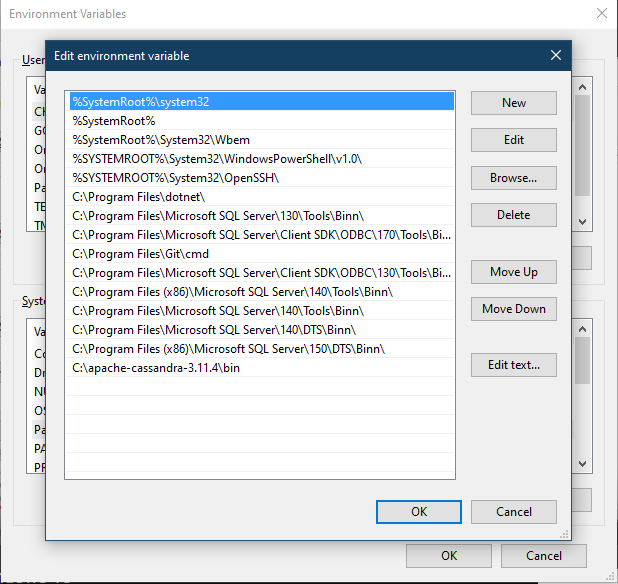 Environment Variables
Edit environment variable
User
Va
CH
GO
On
On
Pa
TE
TM
%SystemRoot%\system32
%SystemRoot%
%SystemRoot%\System32\Wbem
%SYSTEMROOT%\System32\WindowsPowerShell\v1.0\
%SYSTEMROOT%\System32\OpenSSH\
C:\Program Files\dotnet\
C:\Program Files\Microsoft SQL Server\130\Tools\Binn\
C:\Program Files\Microsoft SQL Server\Client SDK\ODBC\170\Tools\Bi...
C:\Program Files\Git\cmd
C:\Program Files\Microsoft SQL Server\Client SDK\ODBC\130\Tools\Bi...
C:\Program Files (x86)\Microsoft SQL Server\140\Tools\Binn\
C:\Program Files\Microsoft SQL Server\140\Tools\Binn\
C:\Program Files\Microsoft SQL Server\140\DTS\Binn\
C:\Program Files (x86)\Microsoft SQL Server\150\DTS\Binn\
C:\apache-cassandra-3.11.4\bin
New
Edit
Browse...
Delete
Move Up
Move Down
Edit text...
Syste
Va
Co
Dr
NU
OS
Pa
PA
PR
OK
Cancel
OK
Cancel